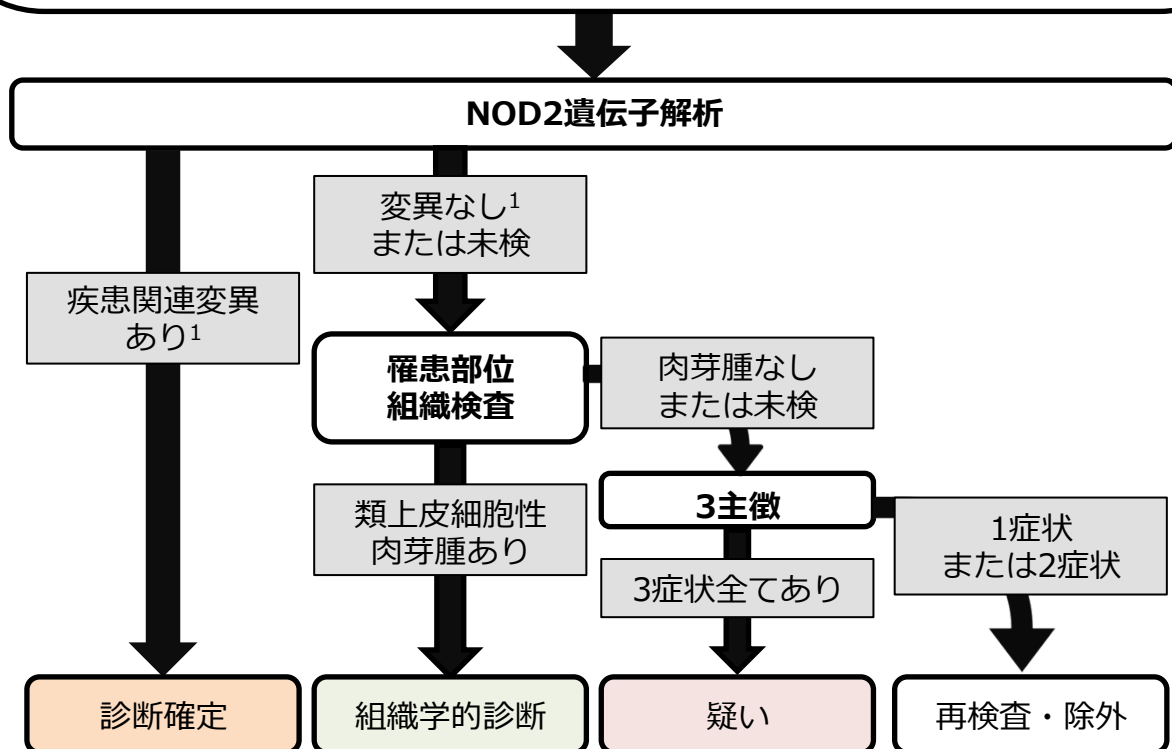 NOD2遺伝子解析
変異なし1
または未検
疾患関連変異
あり1
罹患部位
組織検査
肉芽腫なし
または未検
類上皮細胞性
肉芽腫あり
3主徴
1症状
または2症状
3症状全てあり
診断確定
組織学的診断
疑い
再検査・除外